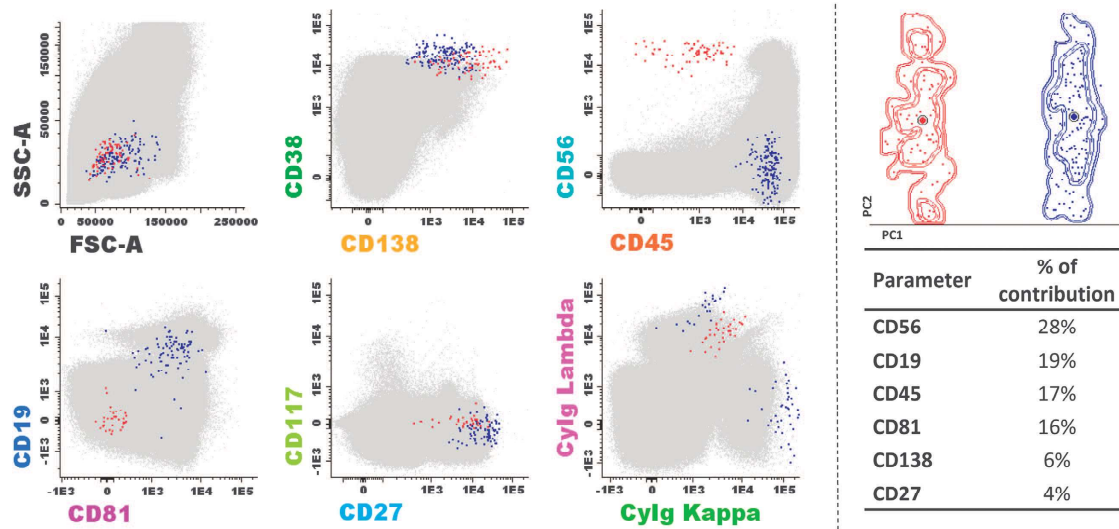 150000
50000
0
SSC-A
0
500000
150000
250000
FSC-A
1E5
1E4
1E3
0
CD38
0
1E3
1E4
1E5
CD138
1E5
1E4
1E3
0
CD56
0
1E3
1E4
1E5
CD45
1E5
1E4
1E3
0
-1E3
CD19
-1E3
0
1E3
1E4
1E5
CD81
1E5
1E4
1E3
0
-1E3
CD117
-1E3
0
1E3
1E4
1E5
CD27
1E5
1E4
1E3
0
-1E3
CyIg Lambda
0
1E3
1E4
1E5
CyIg Kappa
PC2
PC1
Parameter % of
contribution
CD56 28%
CD19 19%
CD45 17%
CD81 16%
CD138 6%
CD27 4%